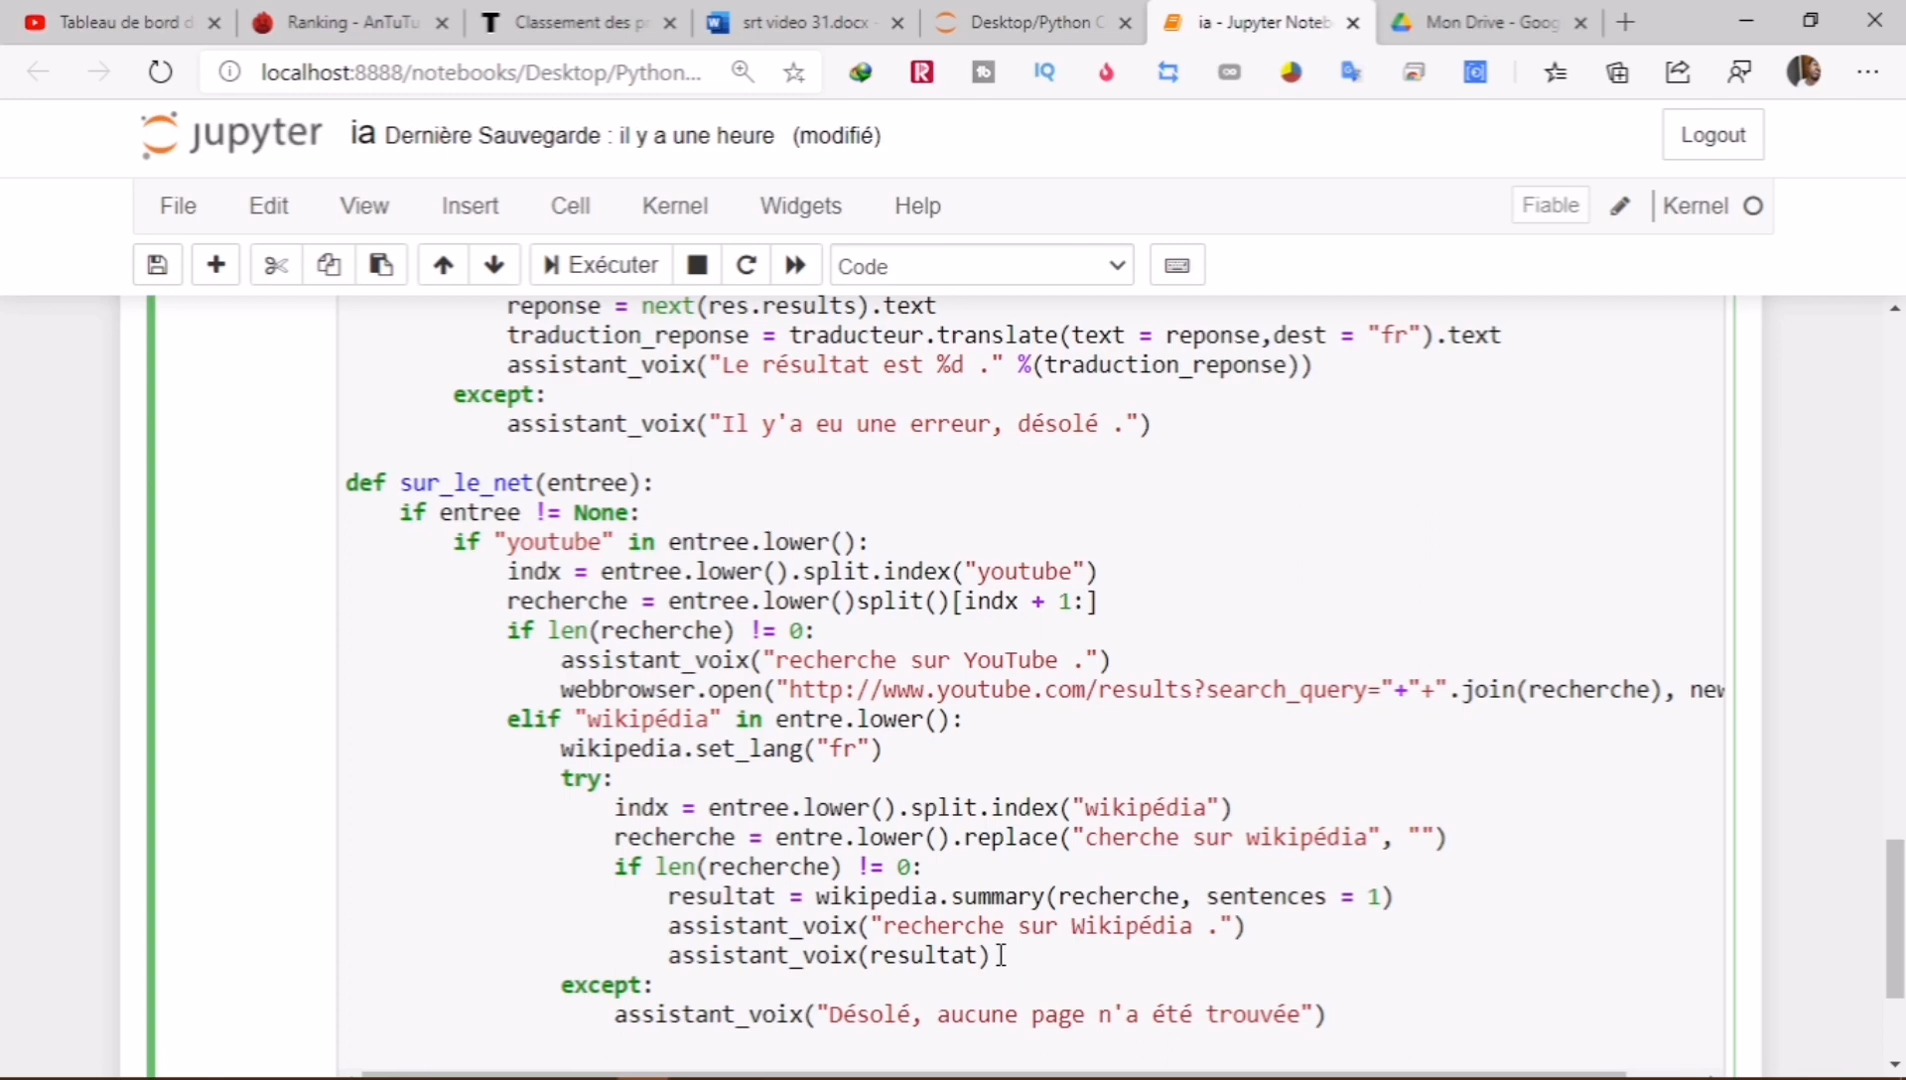 Tableau de bord d
Ranking - AnTuTu
Classement des p
srt video 31.docx
Desktop/Python C
ia - Jupyter Noteb
Mon Drive - Goog
localhost:8888/notebooks/Desktop/Python...
jupyter ia Dernière Sauvegarde : il y a une heure (modifié)
Logout
File Edit View Insert Cell Kernel Widgets Help
Fiable
Kernel
Exécuter
Code
reponse = next(res.results).text
traduction_reponse = traducteur.translate(text = reponse,dest = "fr").text
assistant_voix("Le résultat est %d ." %(traduction_reponse))
except:
assistant_voix("Il y'a eu une erreur, désolé .")
def sur_le_net(entree):
if entree != None:
if "youtube" in entree.lower():
indx = entree.lower().split.index("youtube")
recherche = entree.lower()split()[indx + 1:]
if len(recherche) != 0:
assistant_voix("recherche sur YouTube .")
webbrowser.open("http://www.youtube.com/results?search_query="+"+".join(recherche), new
elif "wikipédia" in entre.lower():
wikipedia.set_lang("fr")
try:
indx = entree.lower().split.index("wikipédia")
recherche = entre.lower().replace("cherche sur wikipédia", "")
if len(recherche) != 0:
resultat = wikipedia.summary(recherche, sentences = 1)
assistant_voix("recherche sur Wikipédia .")
assistant_voix(resultat)
except:
assistant_voix("Désolé, aucune page n'a été trouvée")